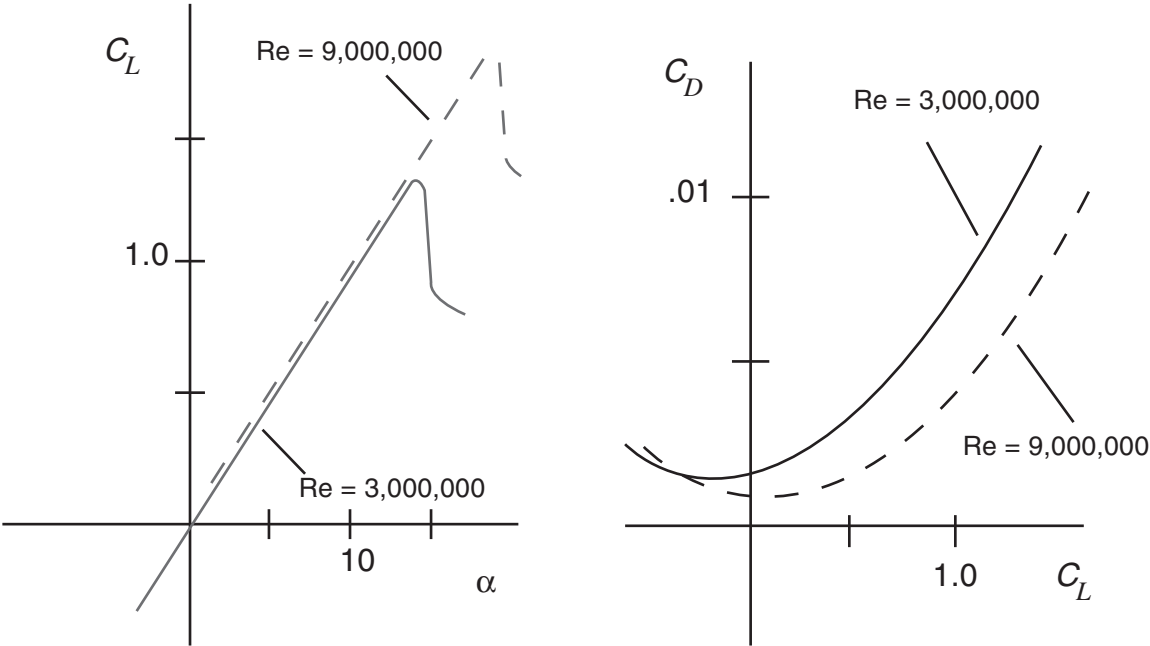 C_L
Re = 9,000,000
1.0
Re = 3,000,000
10
α
C_D
Re = 3,000,000
.01
Re = 9,000,000
1.0
C_L